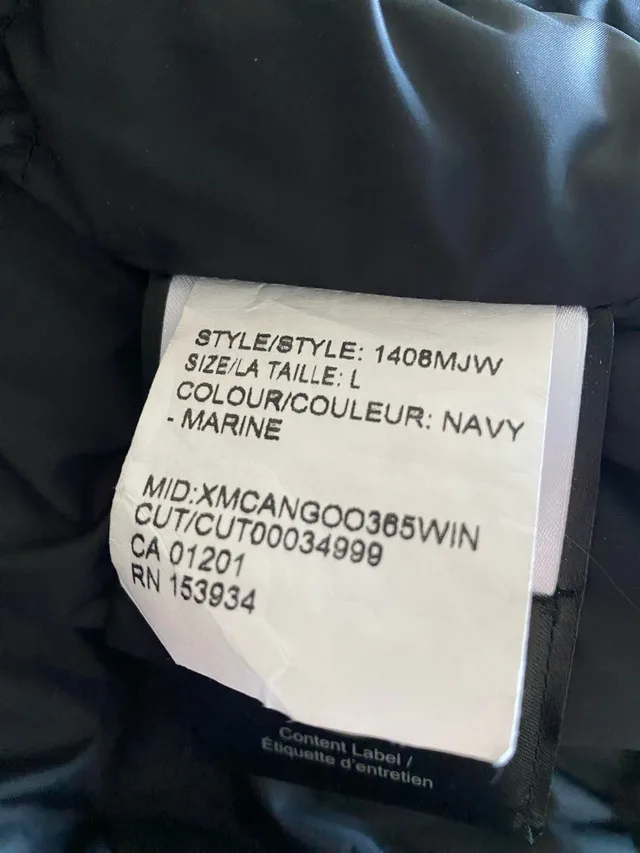 STYLE/STYLE: 1408MJW
SIZE/LA TAILLE: L
COLOUR/COULEUR: NAVY
- MARINE
MID:XMCANGOO365WIN
CUT/CUT00034999
CA 01201
RN 153934
Content Label /
Étiquette d'entretien